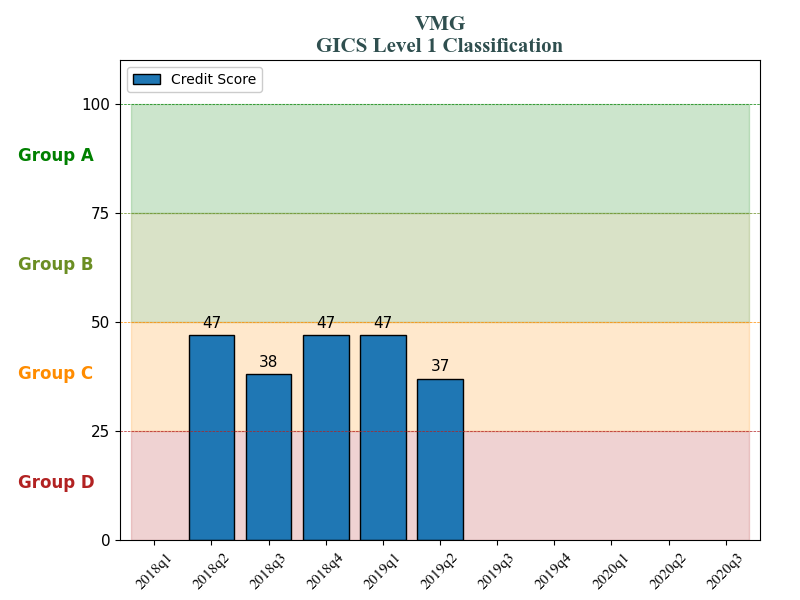 VMG
GICS Level 1 Classification
Credit Score
100
Group A
75
Group B
50
47
38
47
47
37
Group C
25
Group D
0
2018q1
2018q2
2018q3
2018q4
2019q1
2019q2
2019q3
2019q4
2020q1
2020q2
2020q3